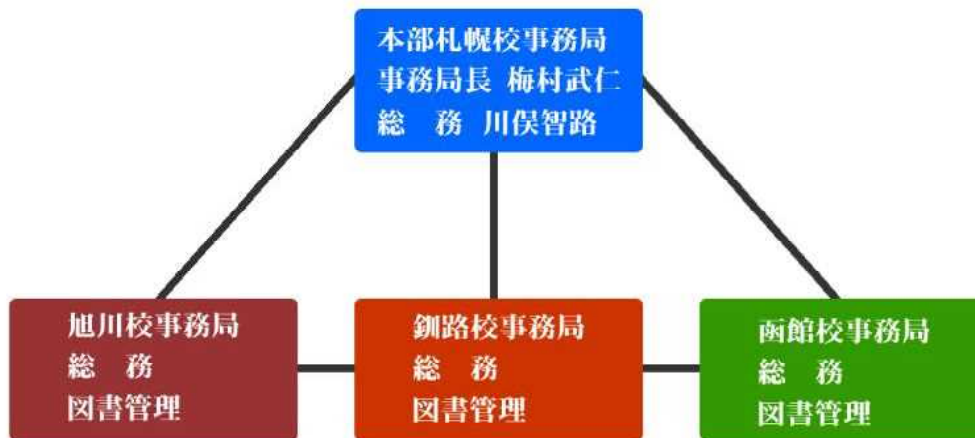 本部札幌校事務局
事務局長 梅村武仁
総　務 川俣智路
旭川校事務局
総　務
図書管理
釧路校事務局
総　務
図書管理
函館校事務局
総　務
図書管理